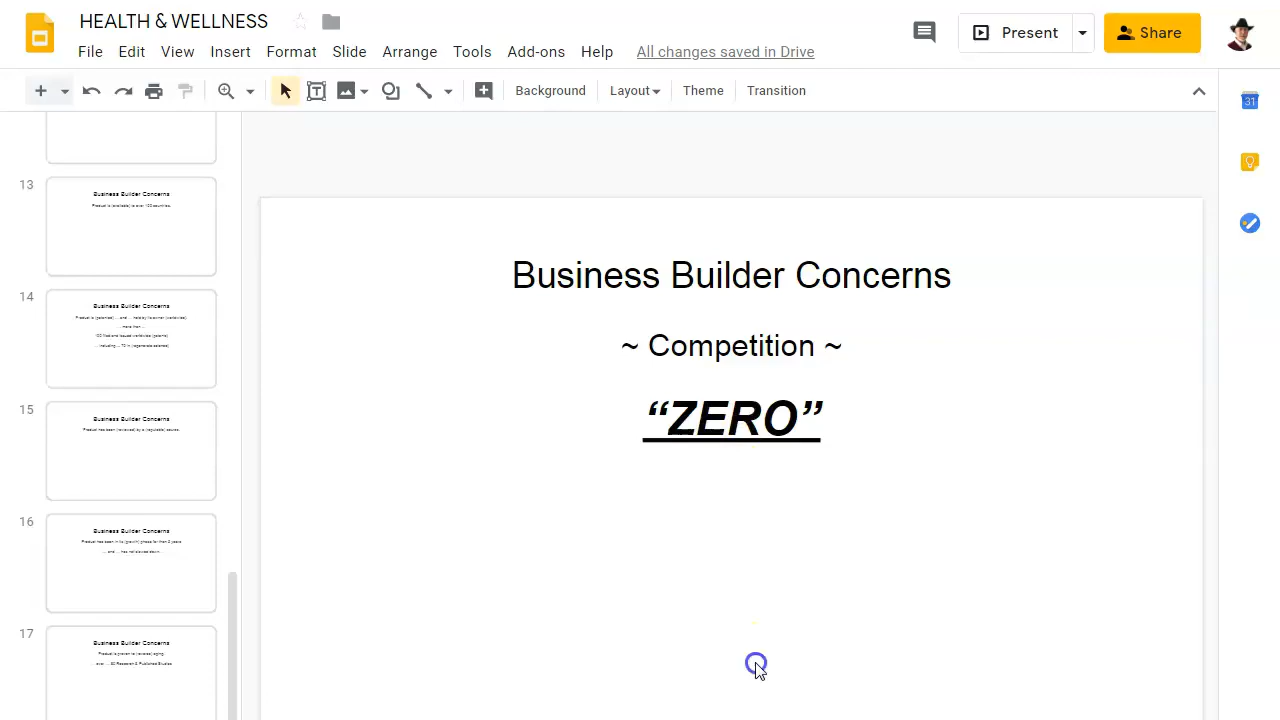 HEALTH & WELLNESS
File Edit View Insert Format Slide Arrange Tools Addons Help All changes saved in Drive
Present
Share
Background Layout Theme Transition
31
13
Business Builder Concerns
14
Business Builder Concerns
15
Business Builder Concerns
16
Business Builder Concerns
17
Business Builder Concerns
Business Builder Concerns
~ Competition ~
“ZERO”